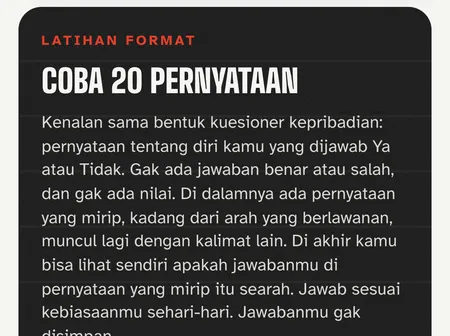 LATIHAN FORMAT
COBA 20 PERNYATAAN
Kenalan sama bentuk kuesioner kepribadian:
pernyataan tentang diri kamu yang dijawab Ya
atau Tidak. Gak ada jawaban benar atau salah,
dan gak ada nilai. Di dalamnya ada pernyataan
yang mirip, kadang dari arah yang berlawanan,
muncul lagi dengan kalimat lain. Di akhir kamu
bisa lihat sendiri apakah jawabanmu di
pernyataan yang mirip itu searah. Jawab sesuai
kebiasaanmu sehari-hari. Jawabanmu gak
disimpan